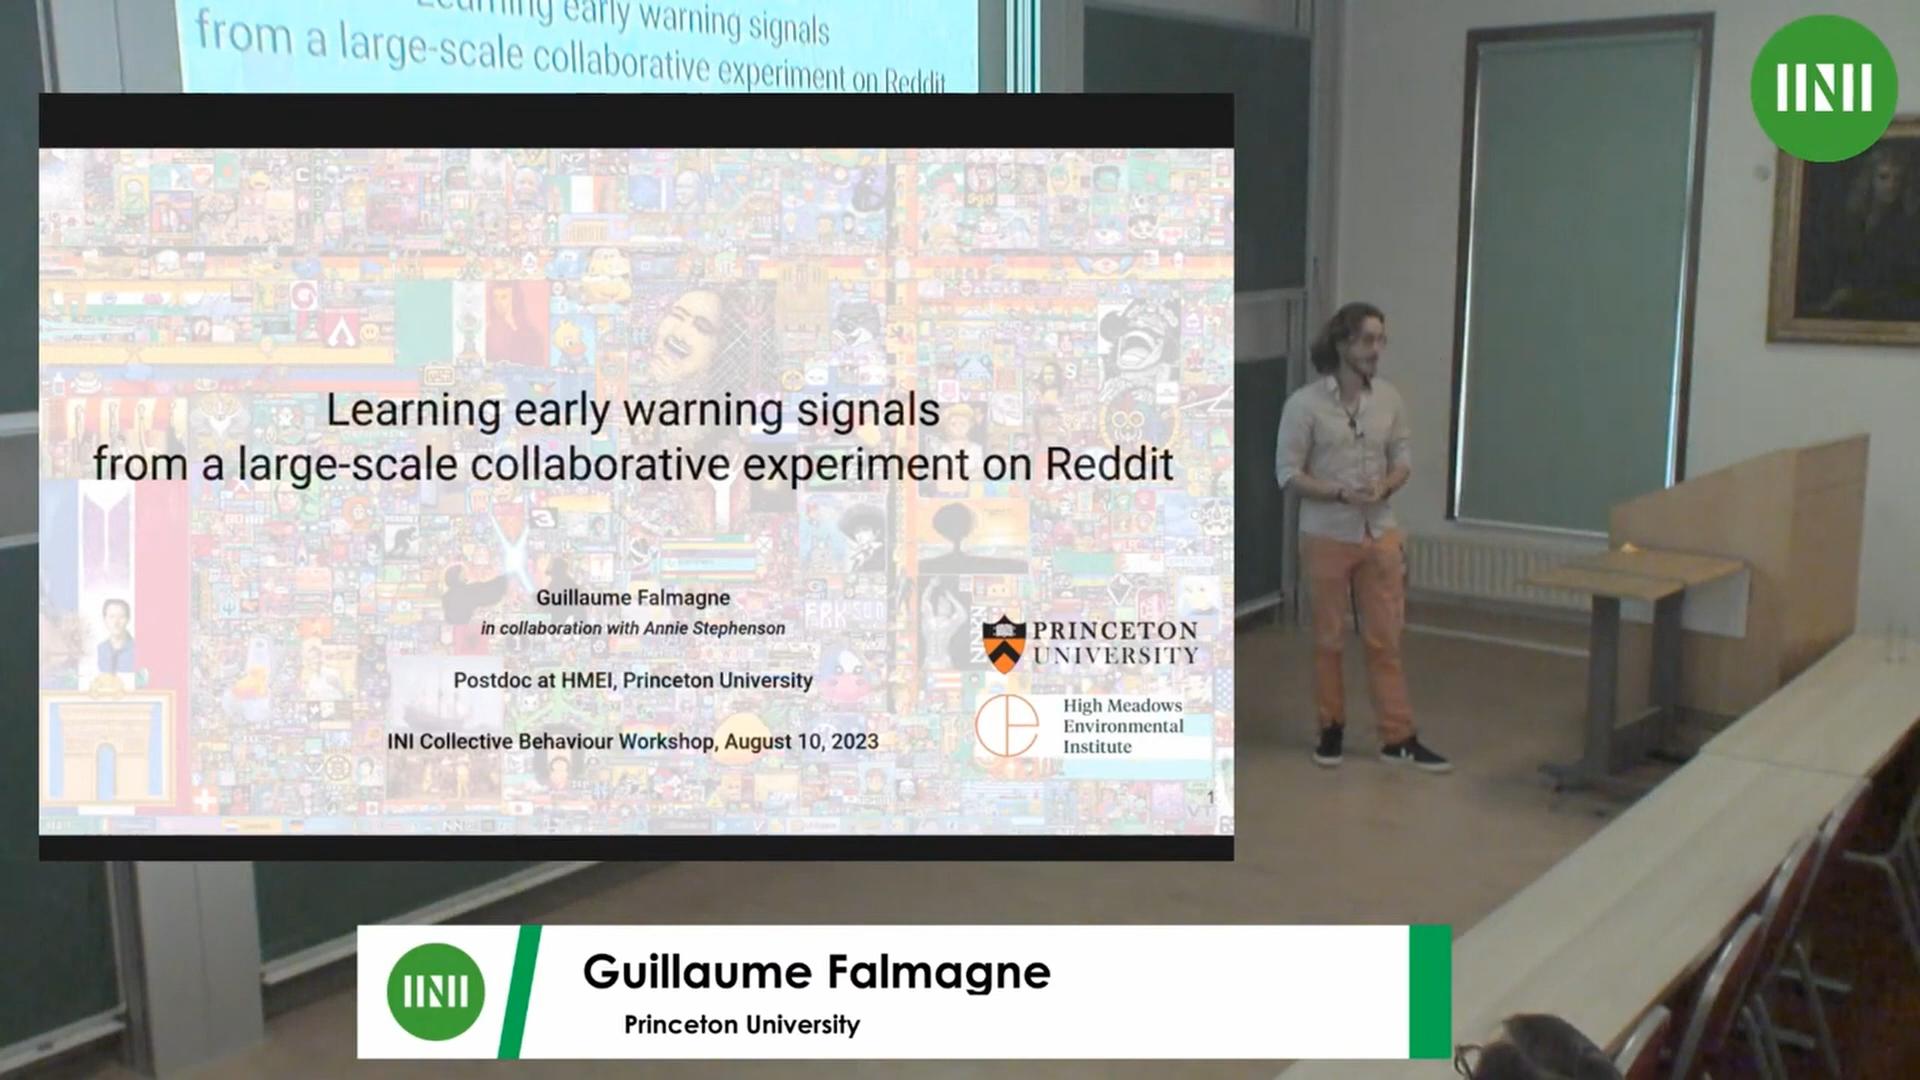 Learning early warning signals
from a large-scale collaborative experiment on Reddit
INI
Learning early warning signals
from a large-scale collaborative experiment on Reddit
Guillaume Falmagne
in collaboration with Annie Stephenson
Postdoc at HMEI, Princeton University
INI Collective Behaviour Workshop, August 10, 2023
PRINCETON
UNIVERSITY
High Meadows
Environmental
Institute
1
INI
Guillaume Falmagne
Princeton University